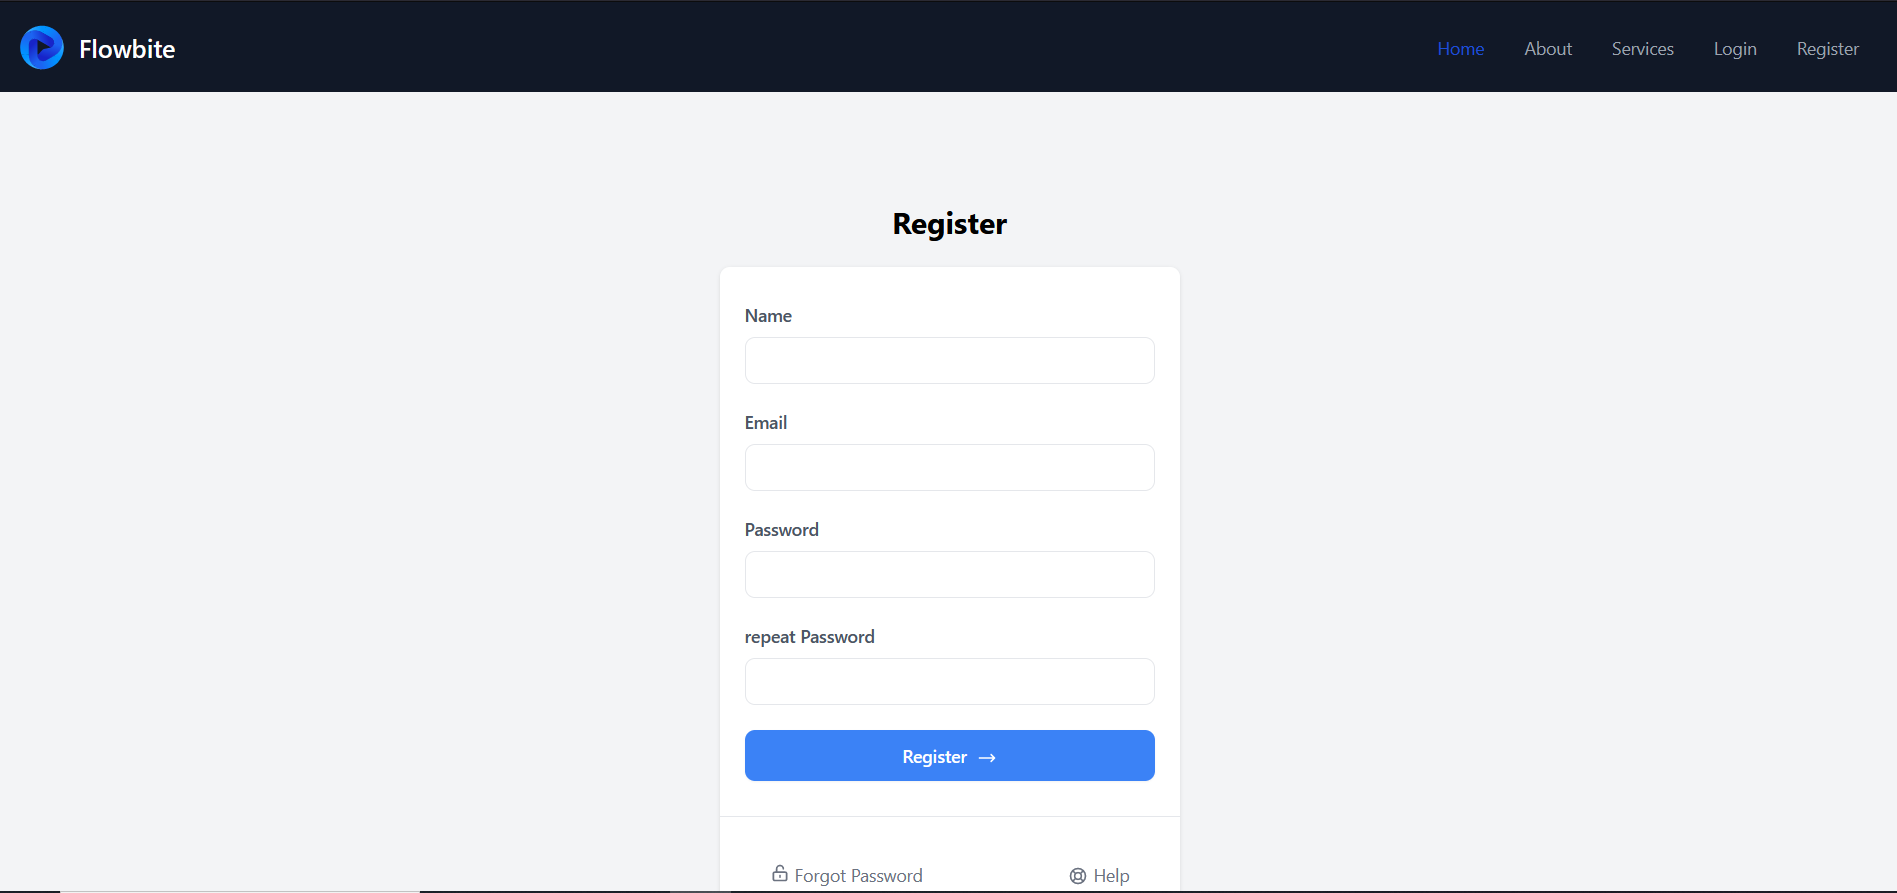 Flowbite
Home About Services Login Register
Register
Name
Email
Password
repeat Password
Register →
Forgot Password Help